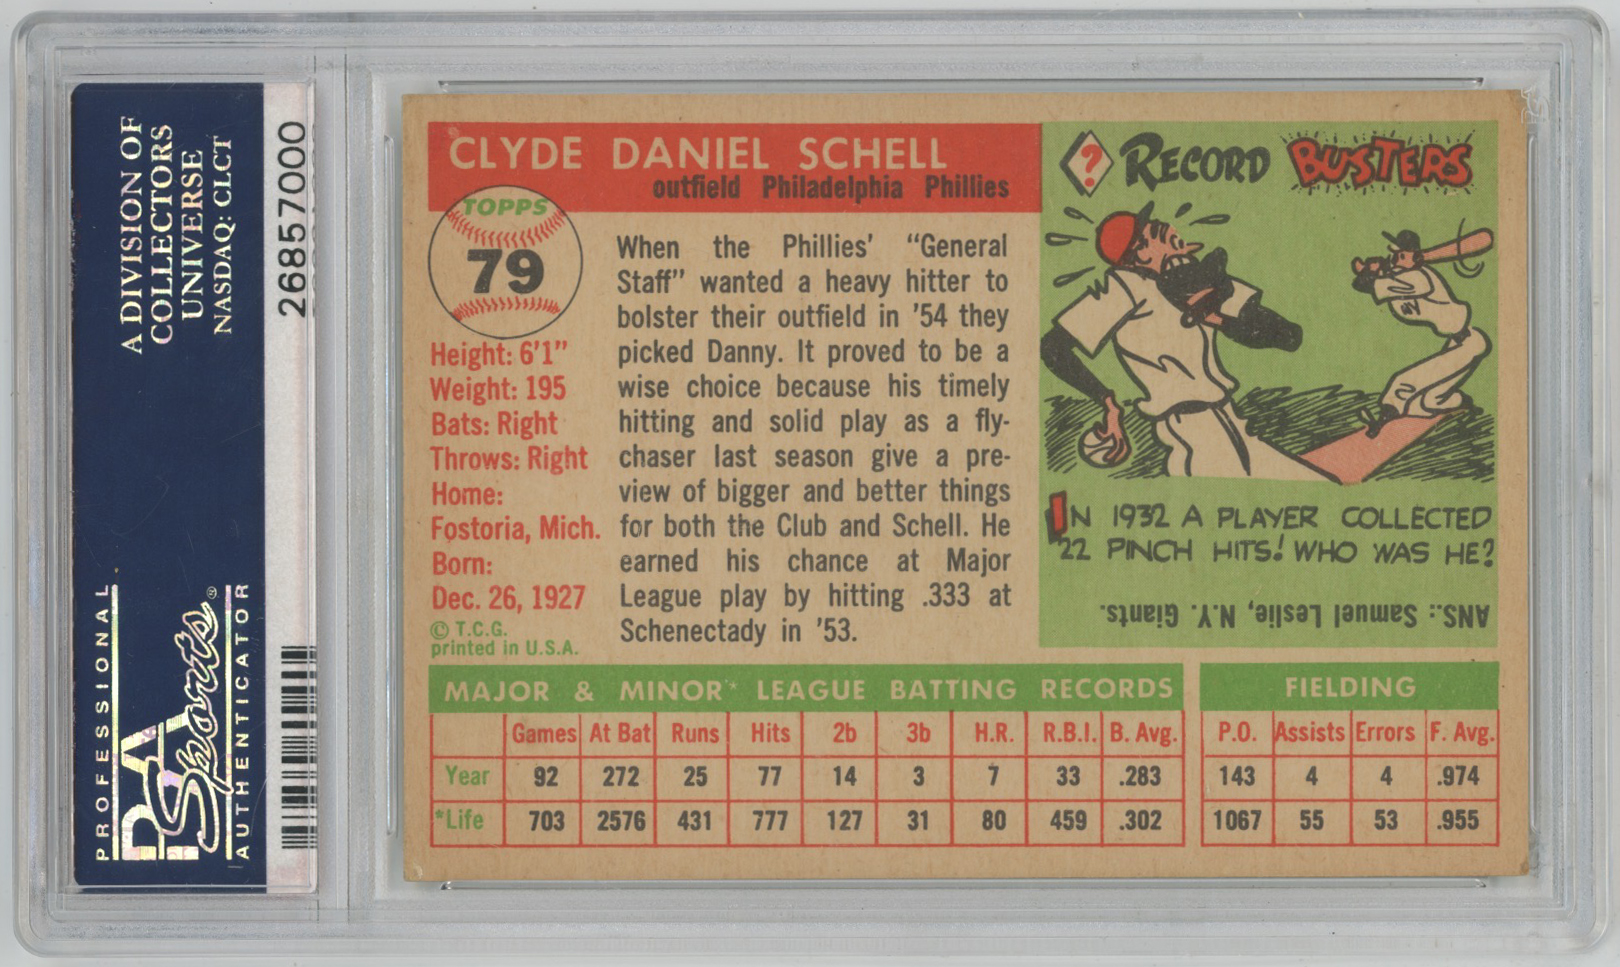 A DIVISION OF
COLLECTORS
UNIVERSE
NASDAQ: CLCT
PROFESSIONAL
PSA
Sports®
AUTHENTICATOR
26857000
CLYDE DANIEL SCHELL
outfield Philadelphia Phillies
TOPPS
79
Height: 6'1"
Weight: 195
Bats: Right
Throws: Right
Home:
Fostoria, Mich.
Born:
Dec. 26, 1927
© T.C.G.
printed in U.S.A.
When the Phillies' "General
Staff" wanted a heavy hitter to
bolster their outfield in '54 they
picked Danny. It proved to be a
wise choice because his timely
hitting and solid play as a fly-
chaser last season give a pre-
view of bigger and better things
for both the Club and Schell. He
earned his chance at Major
League play by hitting .333 at
Schenectady in '53.
? RECORD BUSTERS
NY
IN 1932 A PLAYER COLLECTED
22 PINCH HITS! WHO WAS HE?
ANS.: Samuel Leslie, N.Y. Giants.
MAJOR & MINOR* LEAGUE BATTING RECORDS
Games At Bat Runs Hits 2b 3b H.R. R.B.I. B. Avg.
Year 92 272 25 77 14 3 7 33 .283
*Life 703 2576 431 777 127 31 80 459 .302
FIELDING
P.O. Assists Errors F. Avg.
143 4 4 .974
1067 55 53 .955